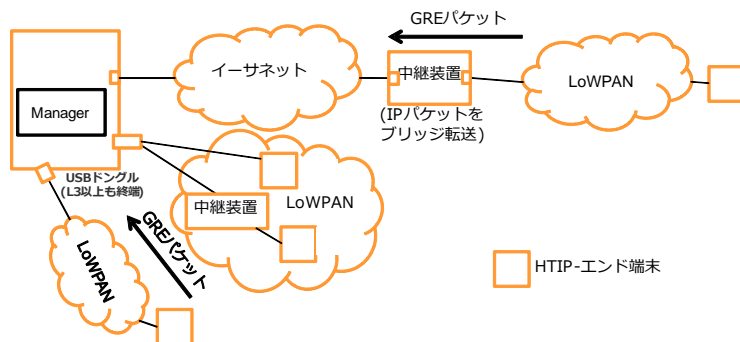 GREパケット
イーサネット
中継装置
LoWPAN
(IPパケットを
ブリッジ転送)
Manager
USBドングル
(L3以上も終端)
中継装置
LoWPAN
GREパケット
LoWPAN
HTIP-エンド端末